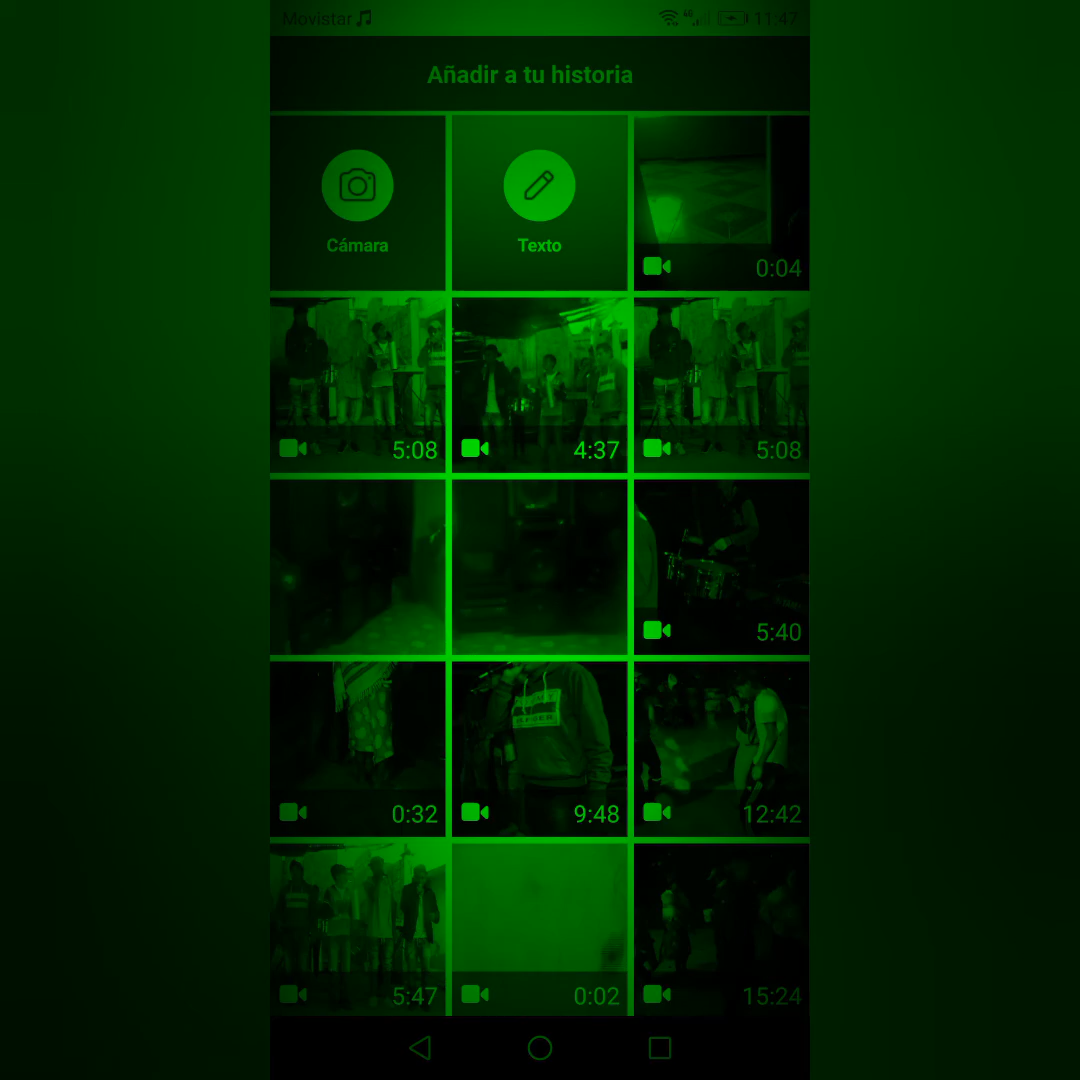 Movistar 11:47
Añadir a tu historia
Cámara Texto 0:04
5:08 4:37 5:08
5:40
0:32 9:48 12:42
5:47 0:02 15:24